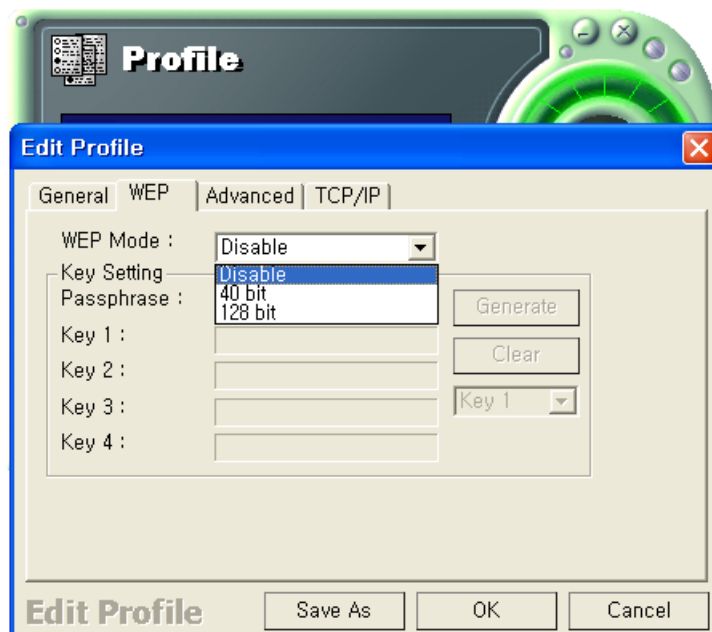 Profile
Edit Profile
General WEP Advanced TCP/IP
WEP Mode : Disable
Key Setting Disable
Passphrase : 40 bit
128 bit
Generate
Key 1 :
Clear
Key 2 :
Key 3 : Key 1
Key 4 :
Edit Profile Save As OK Cancel